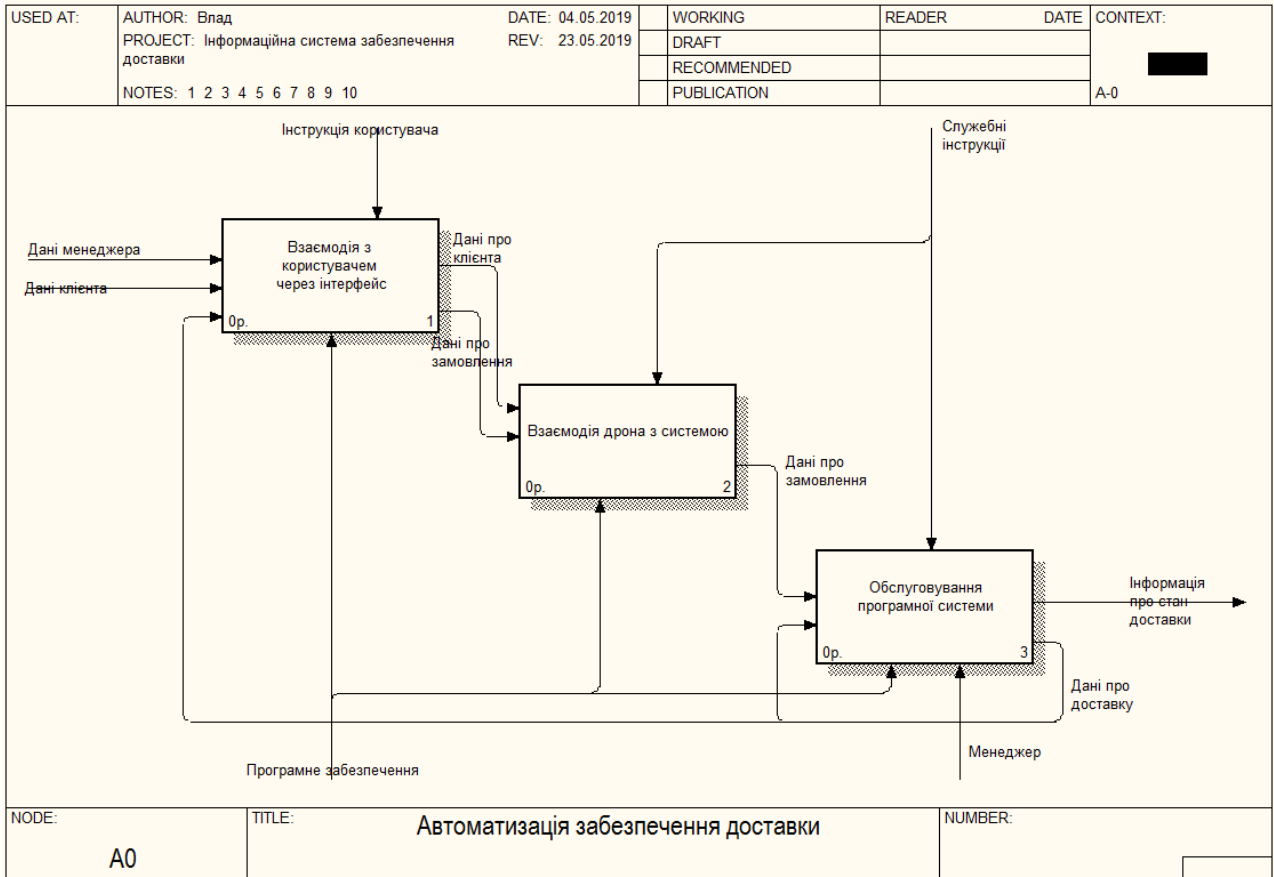 USED AT:
AUTHOR: Влад
DATE: 04.05.2019
WORKING
READER
DATE
CONTEXT:
PROJECT: Інформаційна система забезпечення
доставки
REV: 23.05.2019
DRAFT
RECOMMENDED
NOTES: 1 2 3 4 5 6 7 8 9 10
PUBLICATION
A-0
Інструкція користувача
Службові
інструкції
Дані менеджера
Дані клієнта
Взаємодія з
користувачем
через інтерфейс
0р.
1
Дані про
клієнта
Дані про
замовлення
Взаємодія дрона з системою
0р.
2
Дані про
замовлення
Обслуговування
програмної системи
0р.
3
Інформація
про стан
доставки
Дані про
доставку
Менеджер
Програмне забезпечення
NODE:
A0
TITLE:
Автоматизація забезпечення доставки
NUMBER: